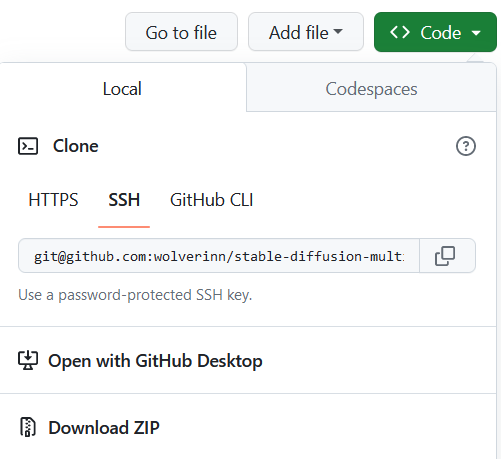 Go to file Add file Code
Local Codespaces
Clone
HTTPS SSH GitHub CLI
git@github.com:wolverinn/stable-diffusion-mult
Use a password-protected SSH key.
Open with GitHub Desktop
Download ZIP